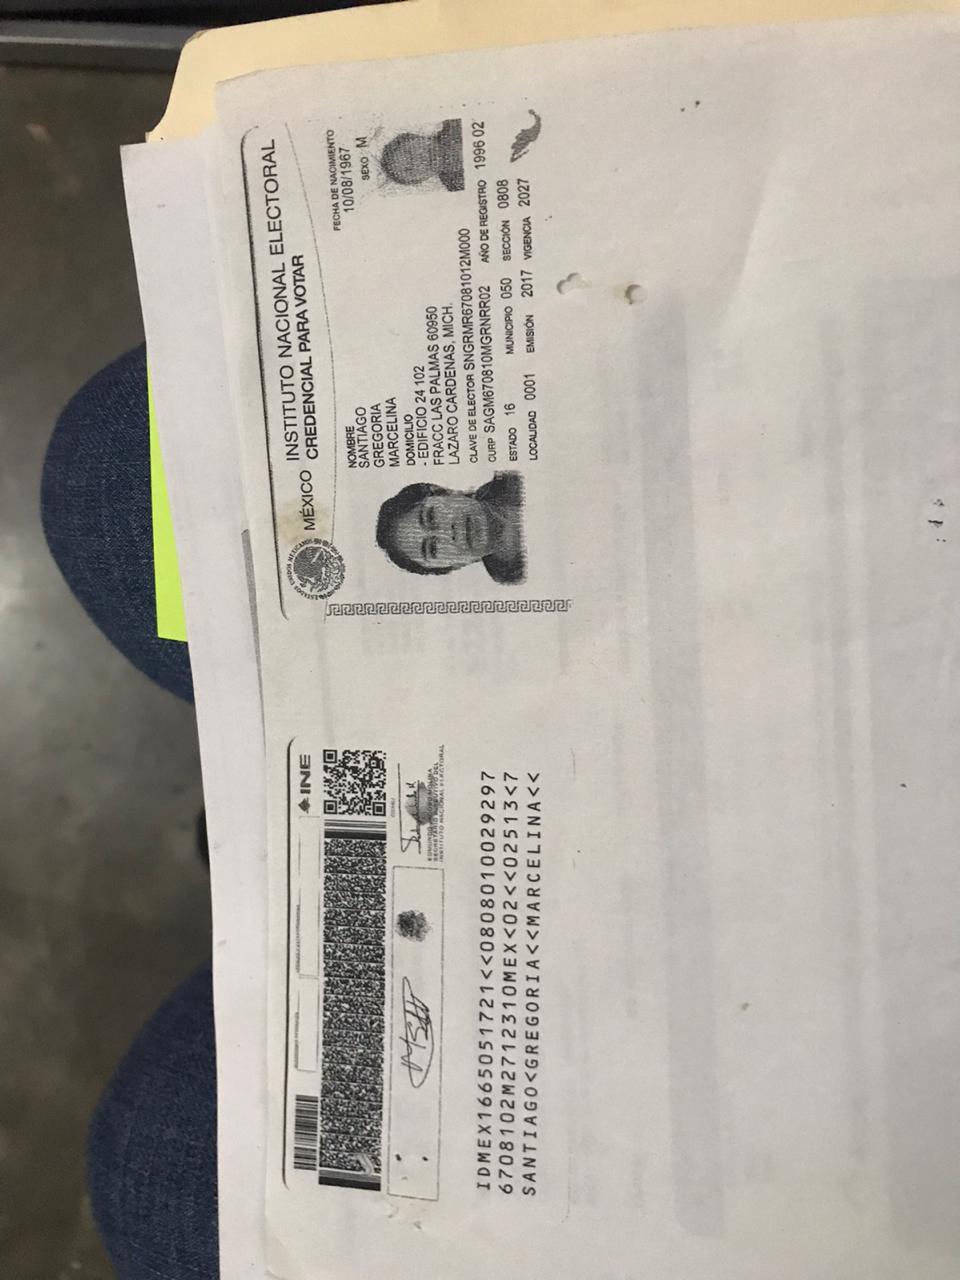 MÉXICO INSTITUTO NACIONAL ELECTORAL
CREDENCIAL PARA VOTAR
NOMBRE
SANTIAGO
GREGORIA
MARCELINA
FECHA DE NACIMIENTO
10/08/1967
SEXO M
DOMICILIO
- EDIFICIO 24 102
FRACC LAS PALMAS 60950
LAZARO CARDENAS, MICH.
CLAVE DE ELECTOR SNGRMR67081012M000
CURP SAGM670810MGRNRR02 AÑO DE REGISTRO 1996 02
ESTADO 16 MUNICIPIO 050 SECCIÓN 0808
LOCALIDAD 0001 EMISIÓN 2017 VIGENCIA 2027
ESTADOS UNIDOS MEXICANOS
INE
EDMUNDO JACOBO MOLINA
SECRETARIO EJECUTIVO DEL
INSTITUTO NACIONAL ELECTORAL
IDMEX1665051721<<0808010029297
6708102M2712310MEX<02<<02513<7
SANTIAGO<GREGORIA<<MARCELINA<<